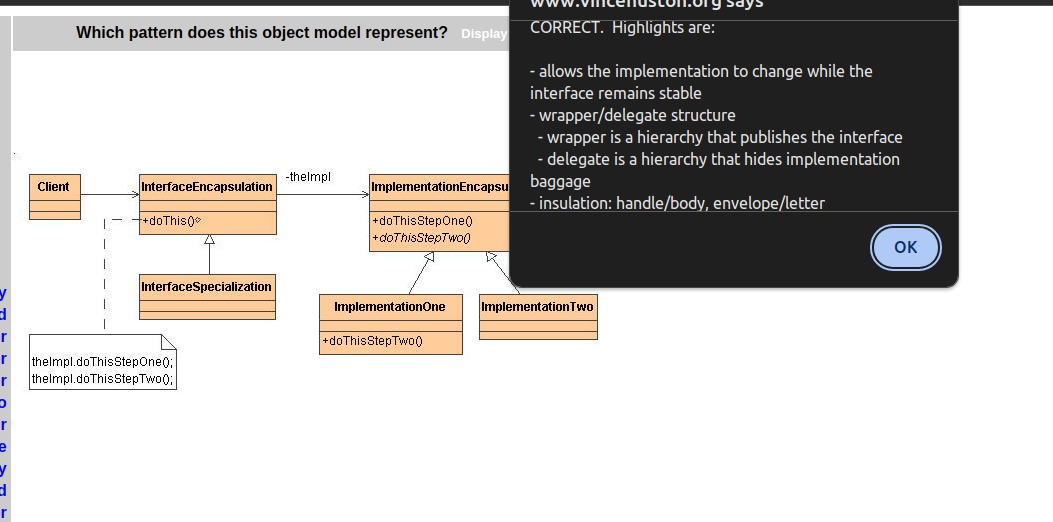 www.vincehuston.org says
Which pattern does this object model represent? Display
CORRECT. Highlights are:
- allows the implementation to change while the
interface remains stable
- wrapper/delegate structure
- wrapper is a hierarchy that publishes the interface
- delegate is a hierarchy that hides implementation
baggage
- insulation: handle/body, envelope/letter
OK
Client
InterfaceEncapsulation
-theImpl
ImplementationEncapsu
+doThis()
+doThisStepOne()
+doThisStepTwo()
InterfaceSpecialization
ImplementationOne
ImplementationTwo
+doThisStepTwo()
theImpl.doThisStepOne();
theImpl.doThisStepTwo();
y
d
r
r
r
o
r
e
y
d
r